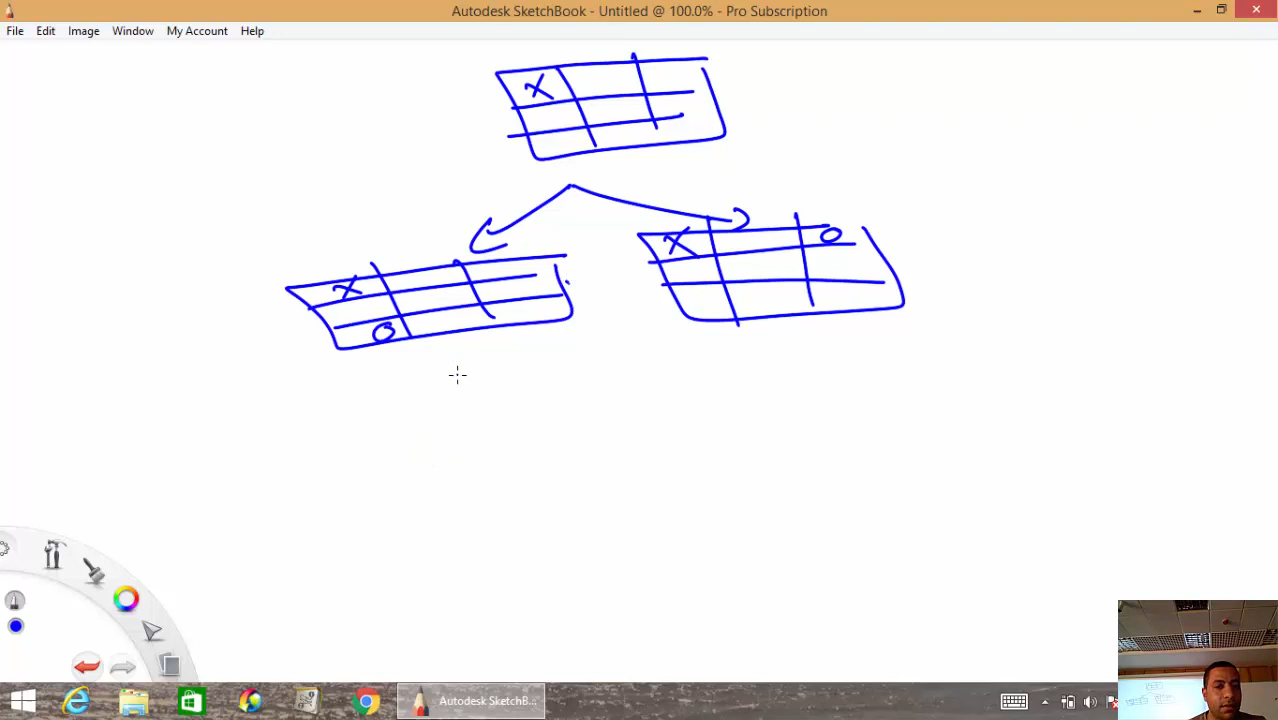 Autodesk SketchBook - Untitled @ 100.0% - Pro Subscription
File Edit Image Window My Account Help
X
X O
X
O
Autodesk SketchB...